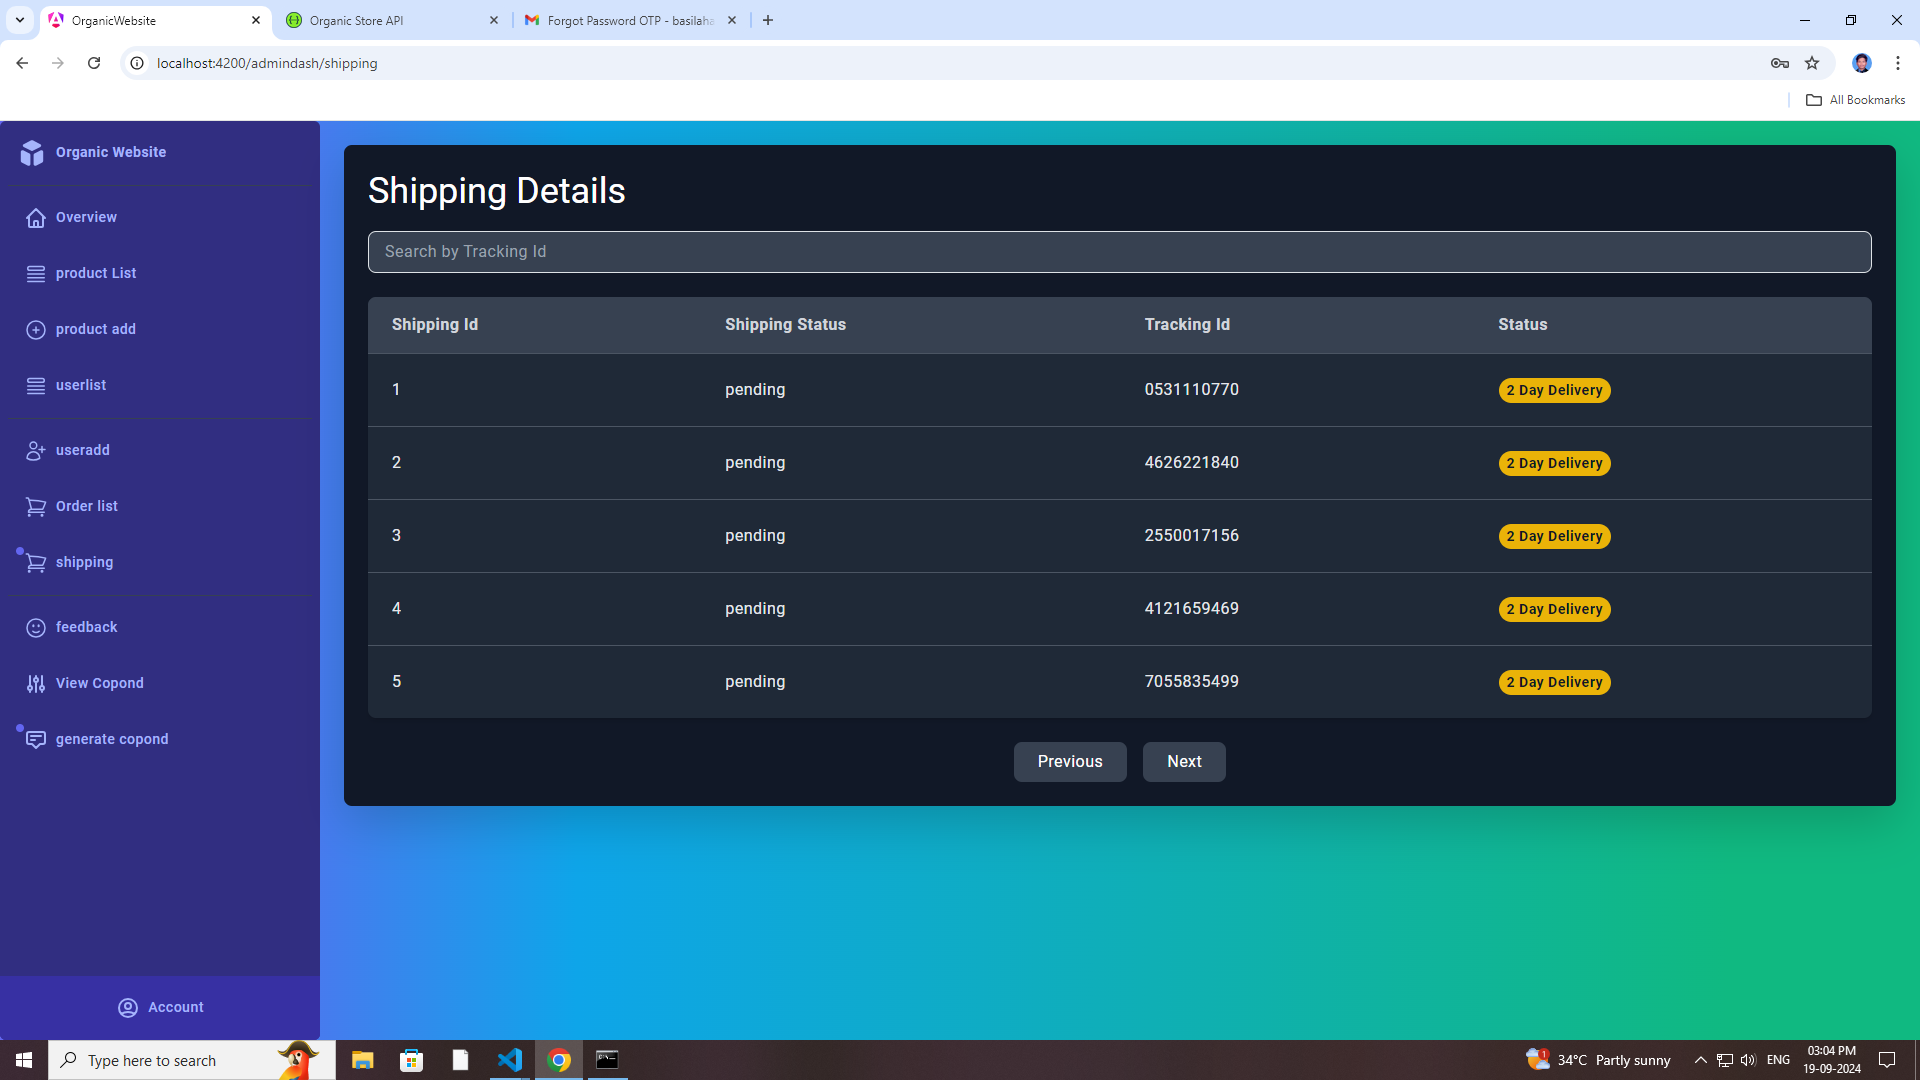 OrganicWebsite
Organic Store API
Forgot Password OTP - basilaha
localhost:4200/admindash/shipping
All Bookmarks
Organic Website
Overview
product List
product add
userlist
useradd
Order list
shipping
feedback
View Copond
generate copond
Account
Shipping Details
Search by Tracking Id
Shipping Id Shipping Status Tracking Id Status
1 pending 0531110770 2 Day Delivery
2 pending 4626221840 2 Day Delivery
3 pending 2550017156 2 Day Delivery
4 pending 4121659469 2 Day Delivery
5 pending 7055835499 2 Day Delivery
Previous Next
Type here to search
1
34°C Partly sunny
ENG
03:04 PM
19-09-2024